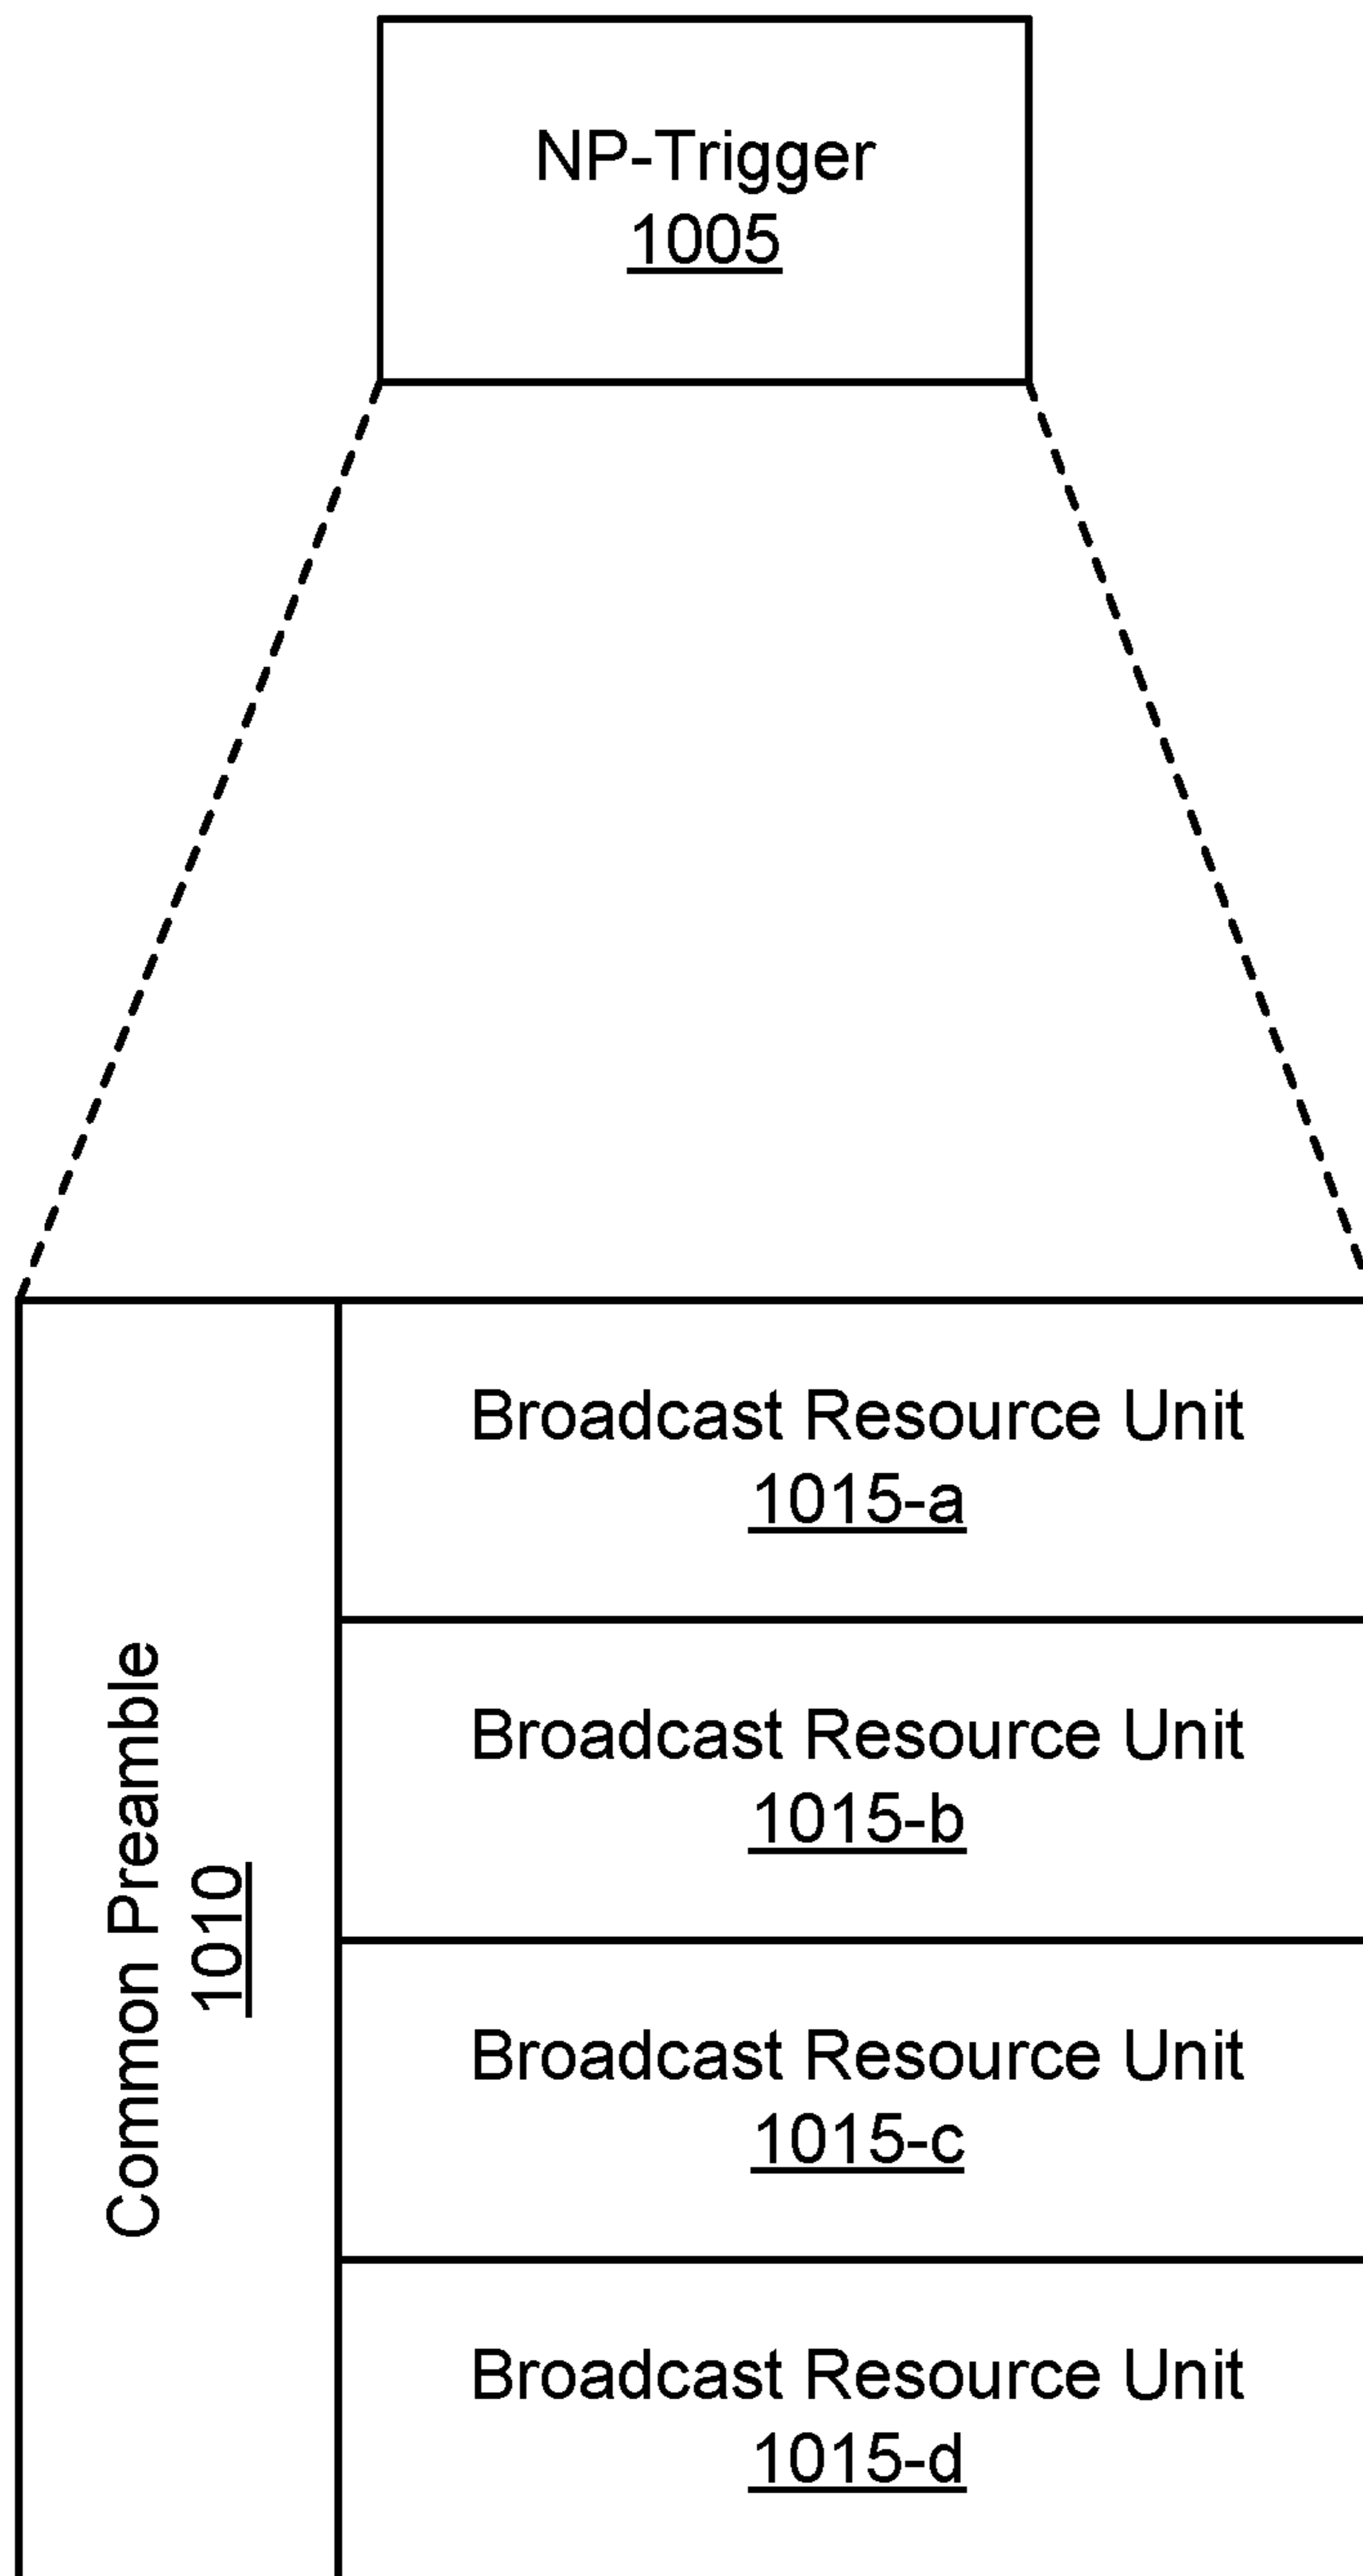 NP-Trigger
1005
Common Preamble
1010
Broadcast Resource Unit
1015-a
Broadcast Resource Unit
1015-b
Broadcast Resource Unit
1015-c
Broadcast Resource Unit
1015-d